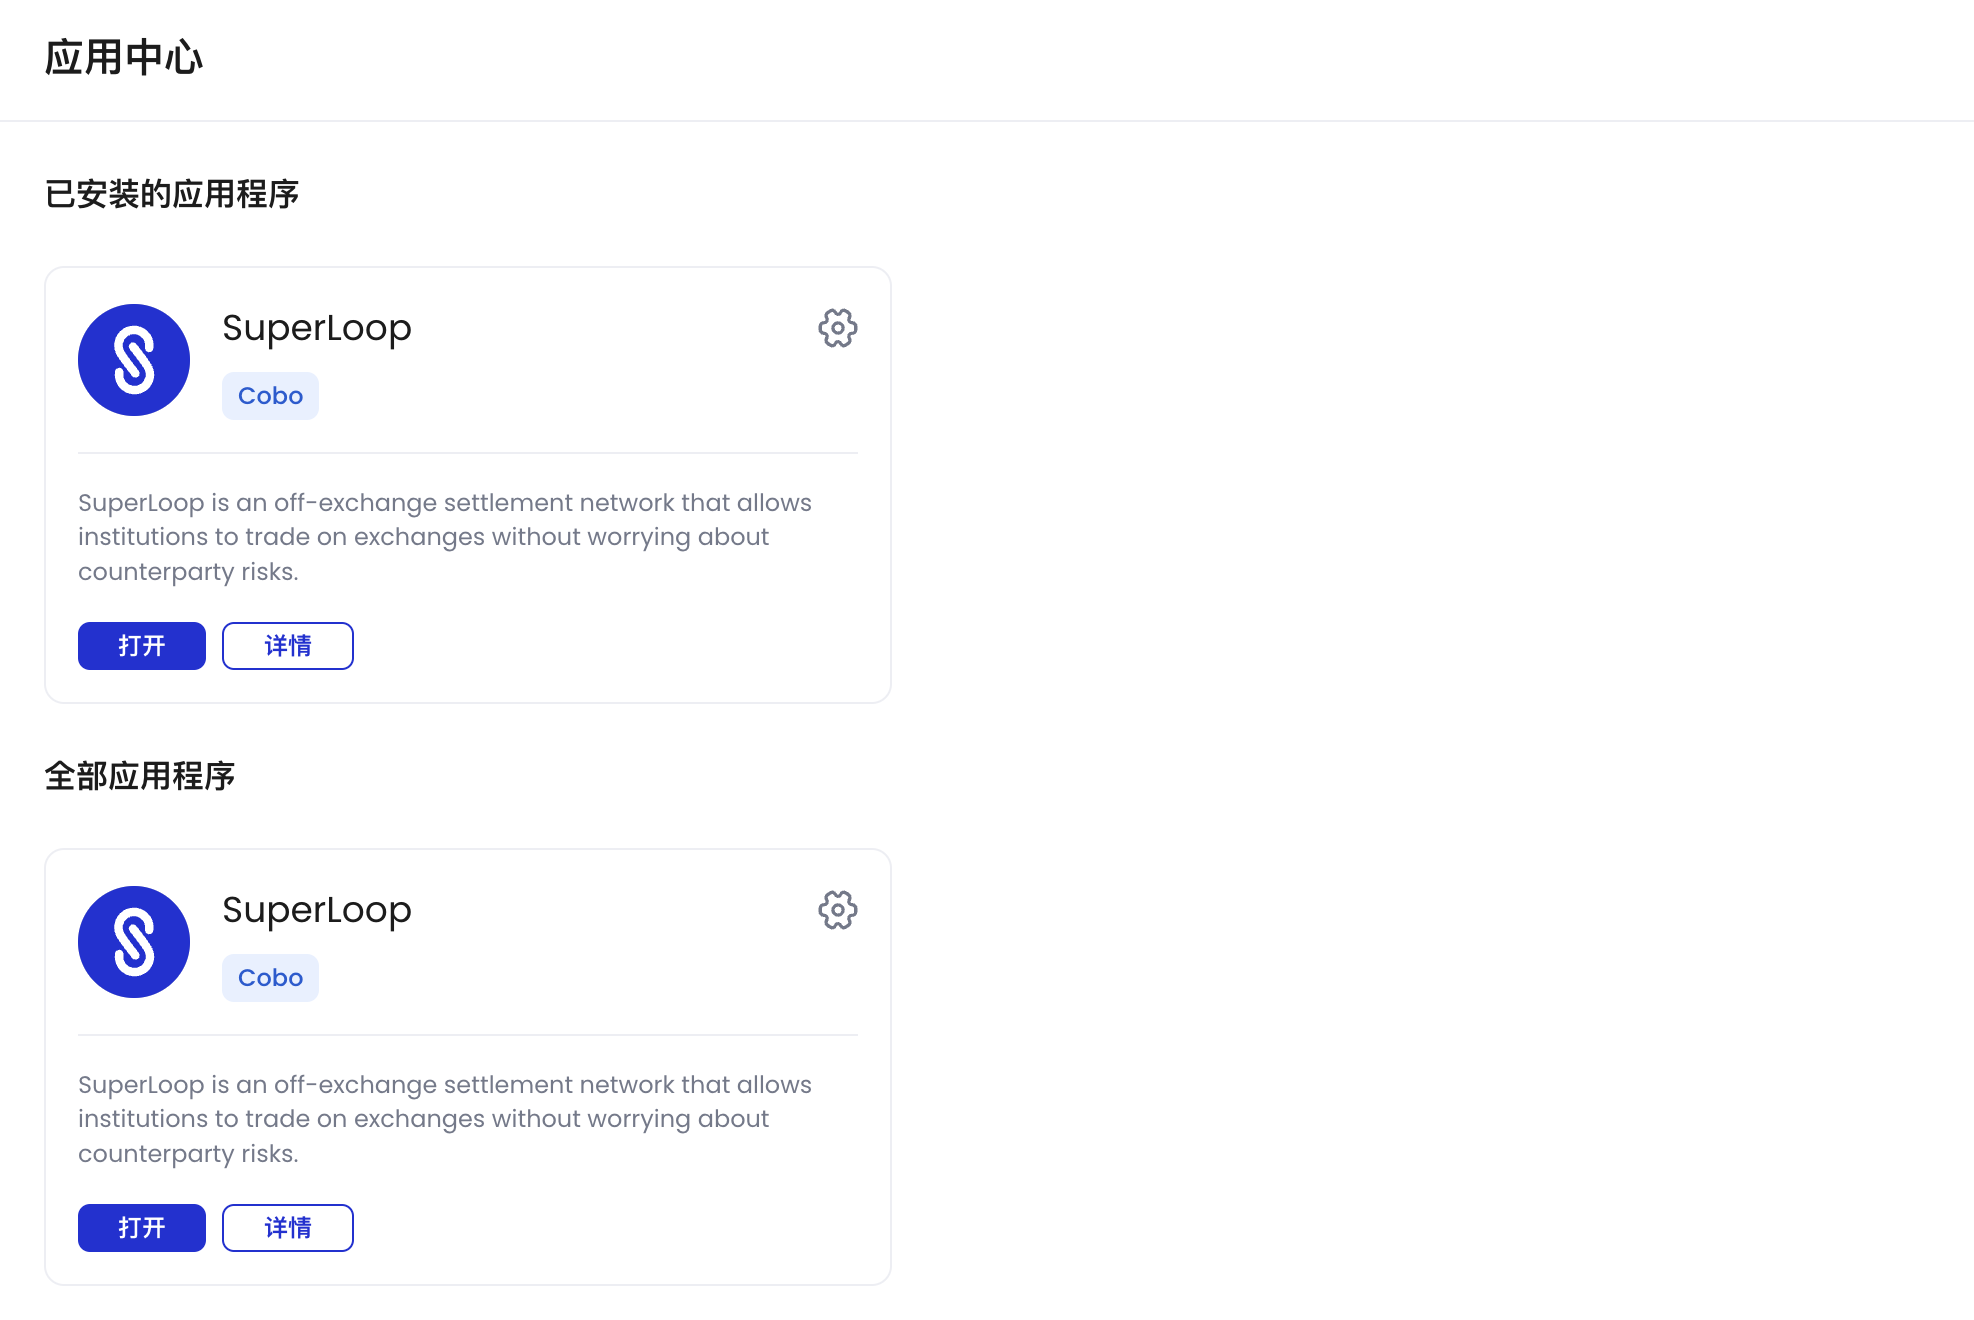 应用中心
已安装的应用程序
SuperLoop
Cobo
SuperLoop is an off-exchange settlement network that allows
institutions to trade on exchanges without worrying about
counterparty risks.
打开 详情
全部应用程序
SuperLoop
Cobo
SuperLoop is an off-exchange settlement network that allows
institutions to trade on exchanges without worrying about
counterparty risks.
打开 详情